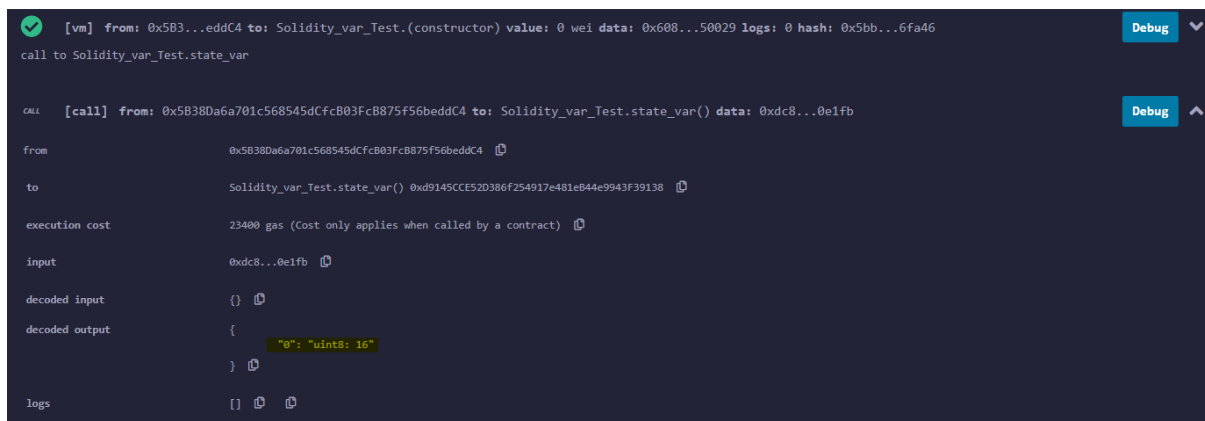 [vm] from: 0x5B3...eddC4 to: Solidity_var_Test.(constructor) value: 0 wei data: 0x608...50029 logs: 0 hash: 0x5bb...6fa46 Debug
call to Solidity_var_Test.state_var
CALL [call] from: 0x5B38Da6a701c568545dCfcB03FcB875f56beddC4 to: Solidity_var_Test.state_var() data: 0xdc8...0e1fb Debug
from 0x5B38Da6a701c568545dCfcB03FcB875f56beddC4
to Solidity_var_Test.state_var() 0xd9145CCE52D386f254917e481eB44e9943F39138
execution cost 23400 gas (Cost only applies when called by a contract)
input 0xdc8...0e1fb
decoded input {}
decoded output {
"0": "uint8: 16"
}
logs []